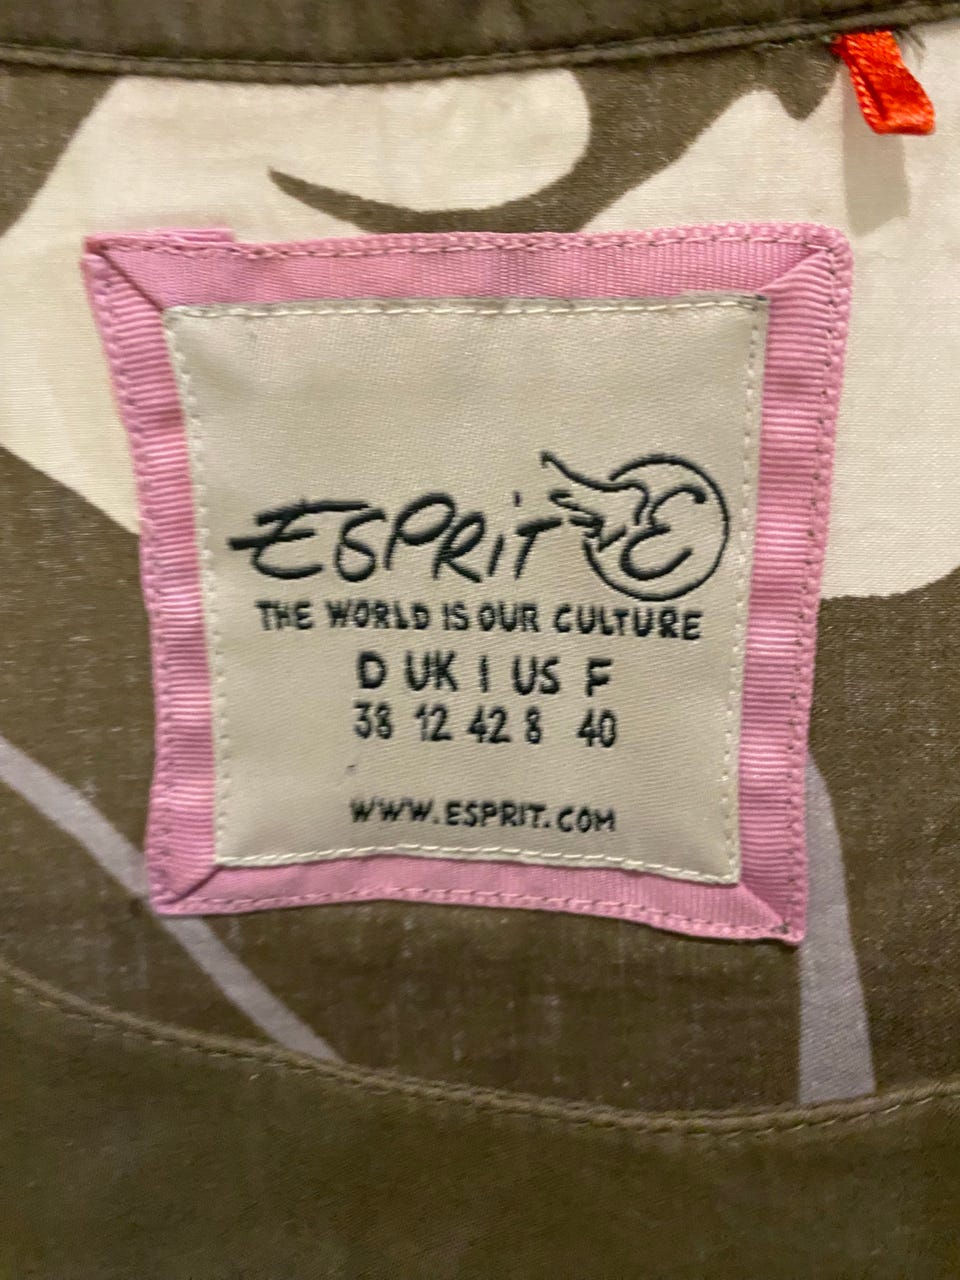 ESPRIT E
THE WORLD IS OUR CULTURE
D UK I US F
38 12 42 8 40
WWW.ESPRIT.COM